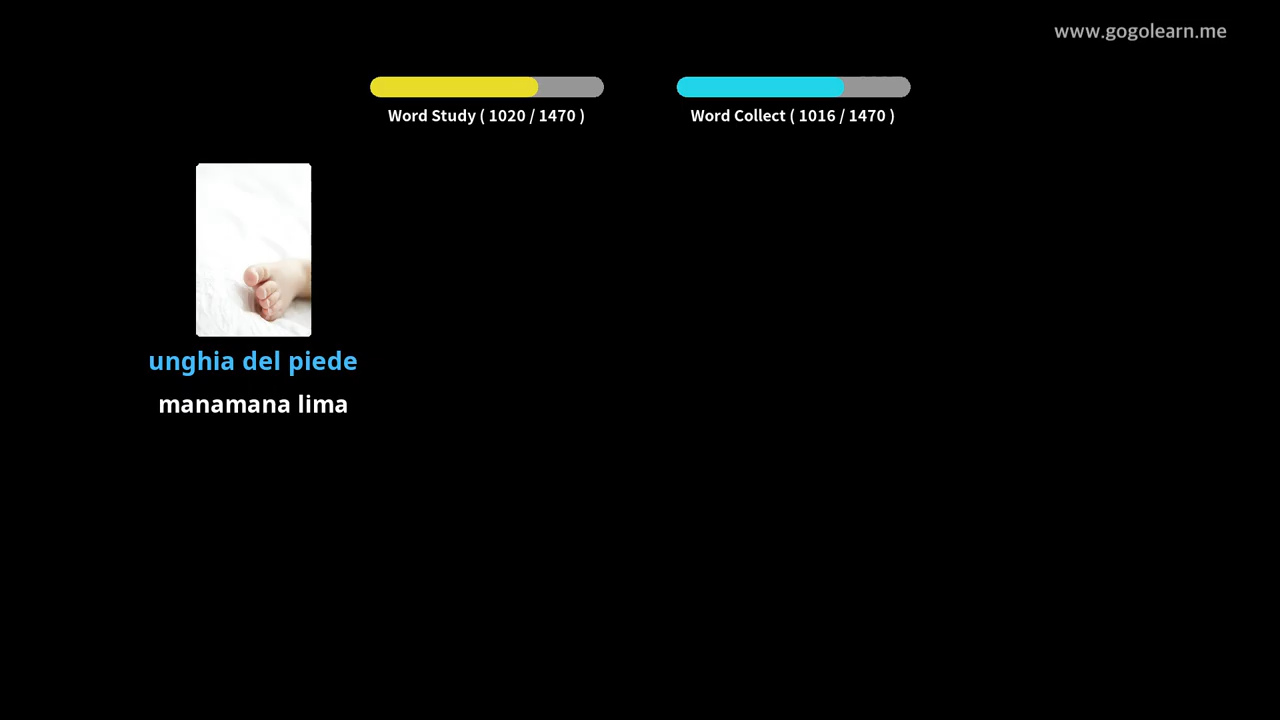 www.gogolearn.me
Word Study ( 1020 / 1470 )
Word Collect ( 1016 / 1470 )
unghia del piede
manamana lima